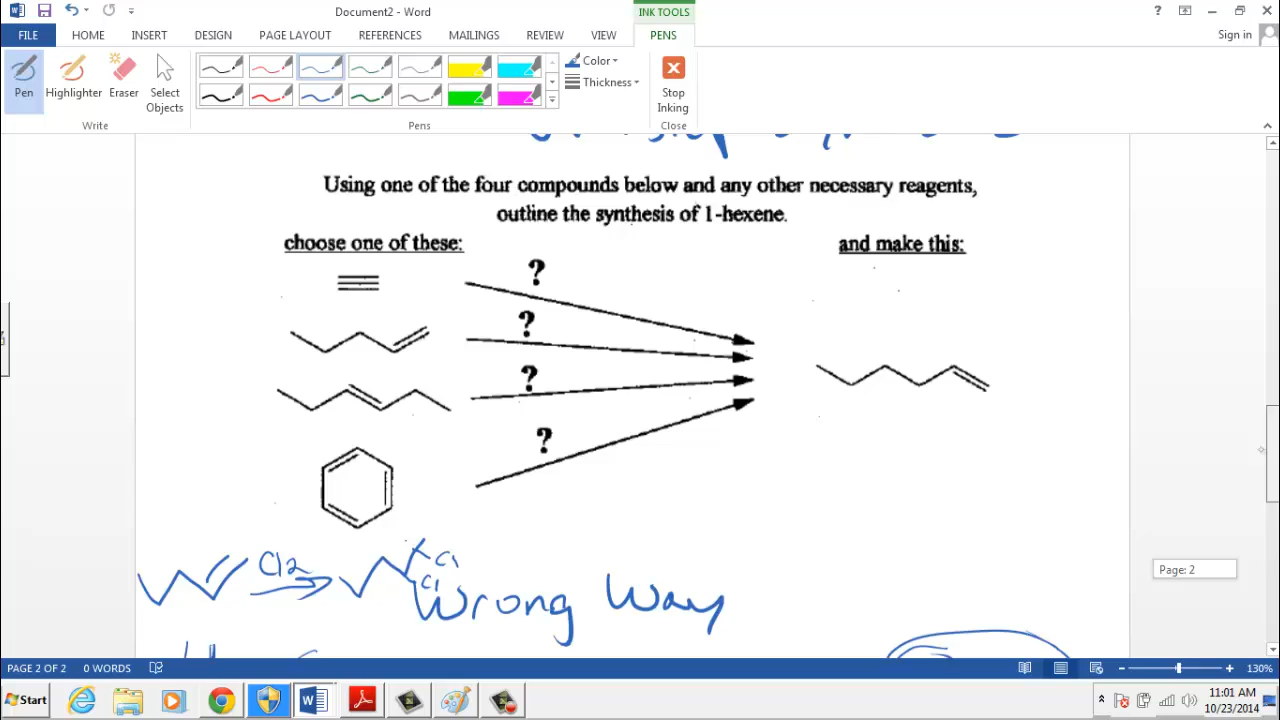 Document2 - Word
INK TOOLS
?
FILE
HOME
INSERT
DESIGN
PAGE LAYOUT
REFERENCES
MAILINGS
REVIEW
VIEW
PENS
Sign in
Pen
Highlighter
Eraser
Select
Objects
Color
Thickness
Stop
Inking
Write
Pens
Close
Using one of the four compounds below and any other necessary reagents,
outline the synthesis of 1-hexene.
choose one of these:
and make this:
?
?
?
?
Cl2
Cl
Cl
Wrong Way
Page: 2
PAGE 2 OF 2
0 WORDS
130%
Start
11:01 AM
10/23/2014